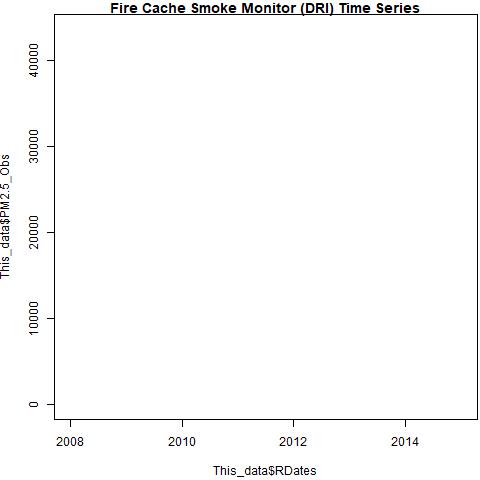 Fire Cache Smoke Monitor (DRI) Time Series
This_data$PM2.5_Obs
40000
30000
20000
10000
0
2008 2010 2012 2014
This_data$RDates